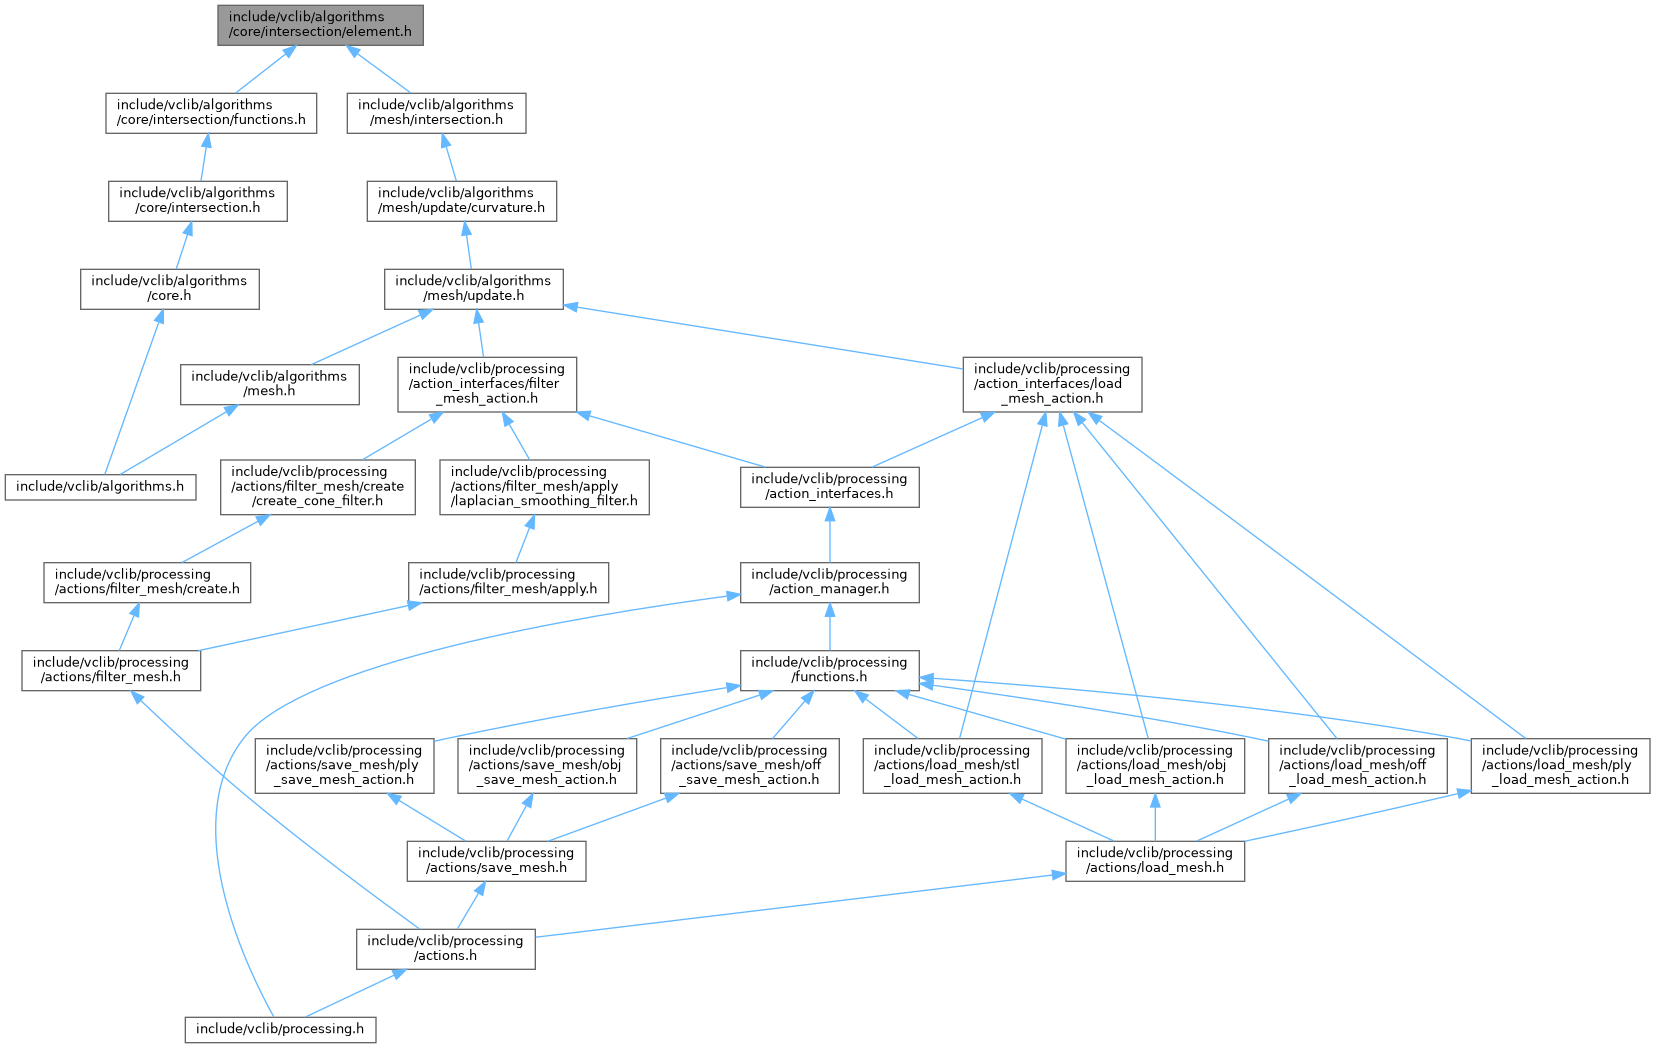 include/vclib/algorithms
/core/intersection/element.h
include/vclib/algorithms
/core/intersection/functions.h
include/vclib/algorithms
/mesh/intersection.h
include/vclib/algorithms
/core/intersection.h
include/vclib/algorithms
/mesh/update/curvature.h
include/vclib/algorithms
/core.h
include/vclib/algorithms
/mesh/update.h
include/vclib/algorithms
/mesh.h
include/vclib/processing
/action_interfaces/filter
_mesh_action.h
include/vclib/processing
/action_interfaces/load
_mesh_action.h
include/vclib/algorithms.h
include/vclib/processing
/actions/filter_mesh/create
/create_cone_filter.h
include/vclib/processing
/actions/filter_mesh/apply
/laplacian_smoothing_filter.h
include/vclib/processing
/action_interfaces.h
include/vclib/processing
/actions/filter_mesh/create.h
include/vclib/processing
/actions/filter_mesh/apply.h
include/vclib/processing
/action_manager.h
include/vclib/processing
/actions/filter_mesh.h
include/vclib/processing
/functions.h
include/vclib/processing
/actions/save_mesh/ply
_save_mesh_action.h
include/vclib/processing
/actions/save_mesh/obj
_save_mesh_action.h
include/vclib/processing
/actions/save_mesh/off
_save_mesh_action.h
include/vclib/processing
/actions/load_mesh/stl
_load_mesh_action.h
include/vclib/processing
/actions/load_mesh/obj
_load_mesh_action.h
include/vclib/processing
/actions/load_mesh/off
_load_mesh_action.h
include/vclib/processing
/actions/load_mesh/ply
_load_mesh_action.h
include/vclib/processing
/actions/save_mesh.h
include/vclib/processing
/actions/load_mesh.h
include/vclib/processing
/actions.h
include/vclib/processing.h